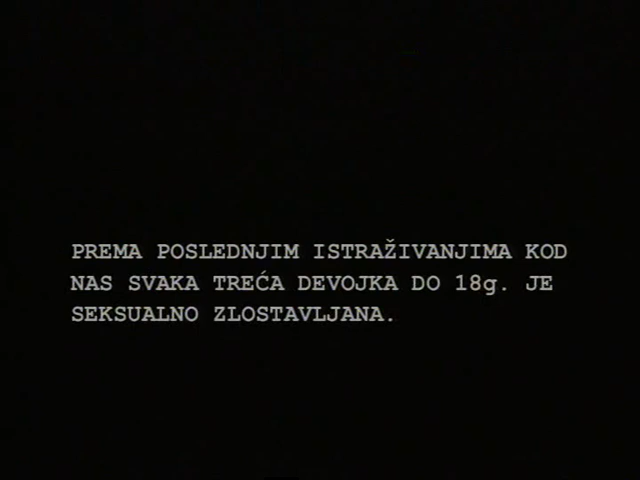 PREMA POSLEDNJIM ISTRAŽIVANJIMA KOD
NAS SVAKA TREĆA DEVOJKA DO 18g. JE
SEKSUALNO ZLOSTAVLJANA.